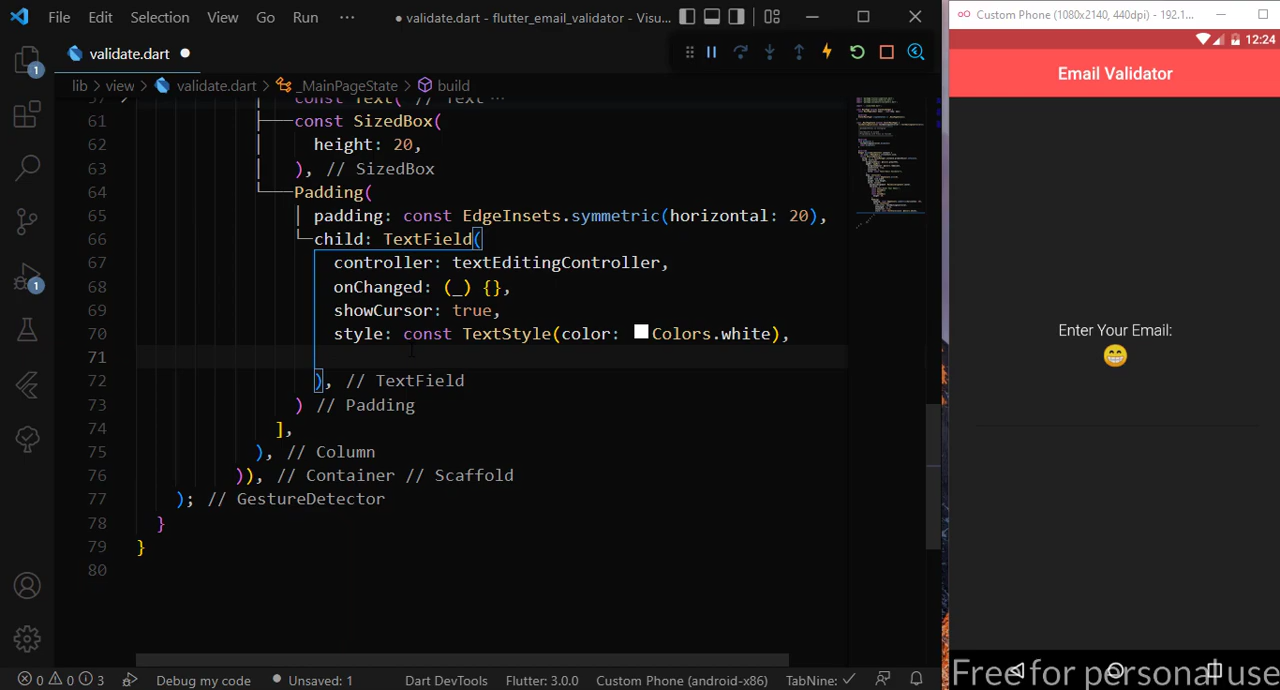 File Edit Selection View Go Run ··· ● validate.dart - flutter_email_validator - Visu...
validate.dart ●
lib > view > validate.dart > _MainPageState > build
const Text( // Text ···
61 const SizedBox(
62 height: 20,
63 ), // SizedBox
64 Padding(
65 padding: const EdgeInsets.symmetric(horizontal: 20),
66 child: TextField(
67 controller: textEditingController,
68 onChanged: (_) {},
69 showCursor: true,
70 style: const TextStyle(color: Colors.white),
71
72 ), // TextField
73 ) // Padding
74 ],
75 ), // Column
76 )), // Container // Scaffold
77 ); // GestureDetector
78 }
79 }
80
1
1
0 0 3 Debug my code Unsaved: 1 Dart DevTools Flutter: 3.0.0 Custom Phone (android-x86) TabNine: ✓
Custom Phone (1080x2140, 440dpi) - 192.1...
12:24
Email Validator
Enter Your Email:
😁
Free for personal use